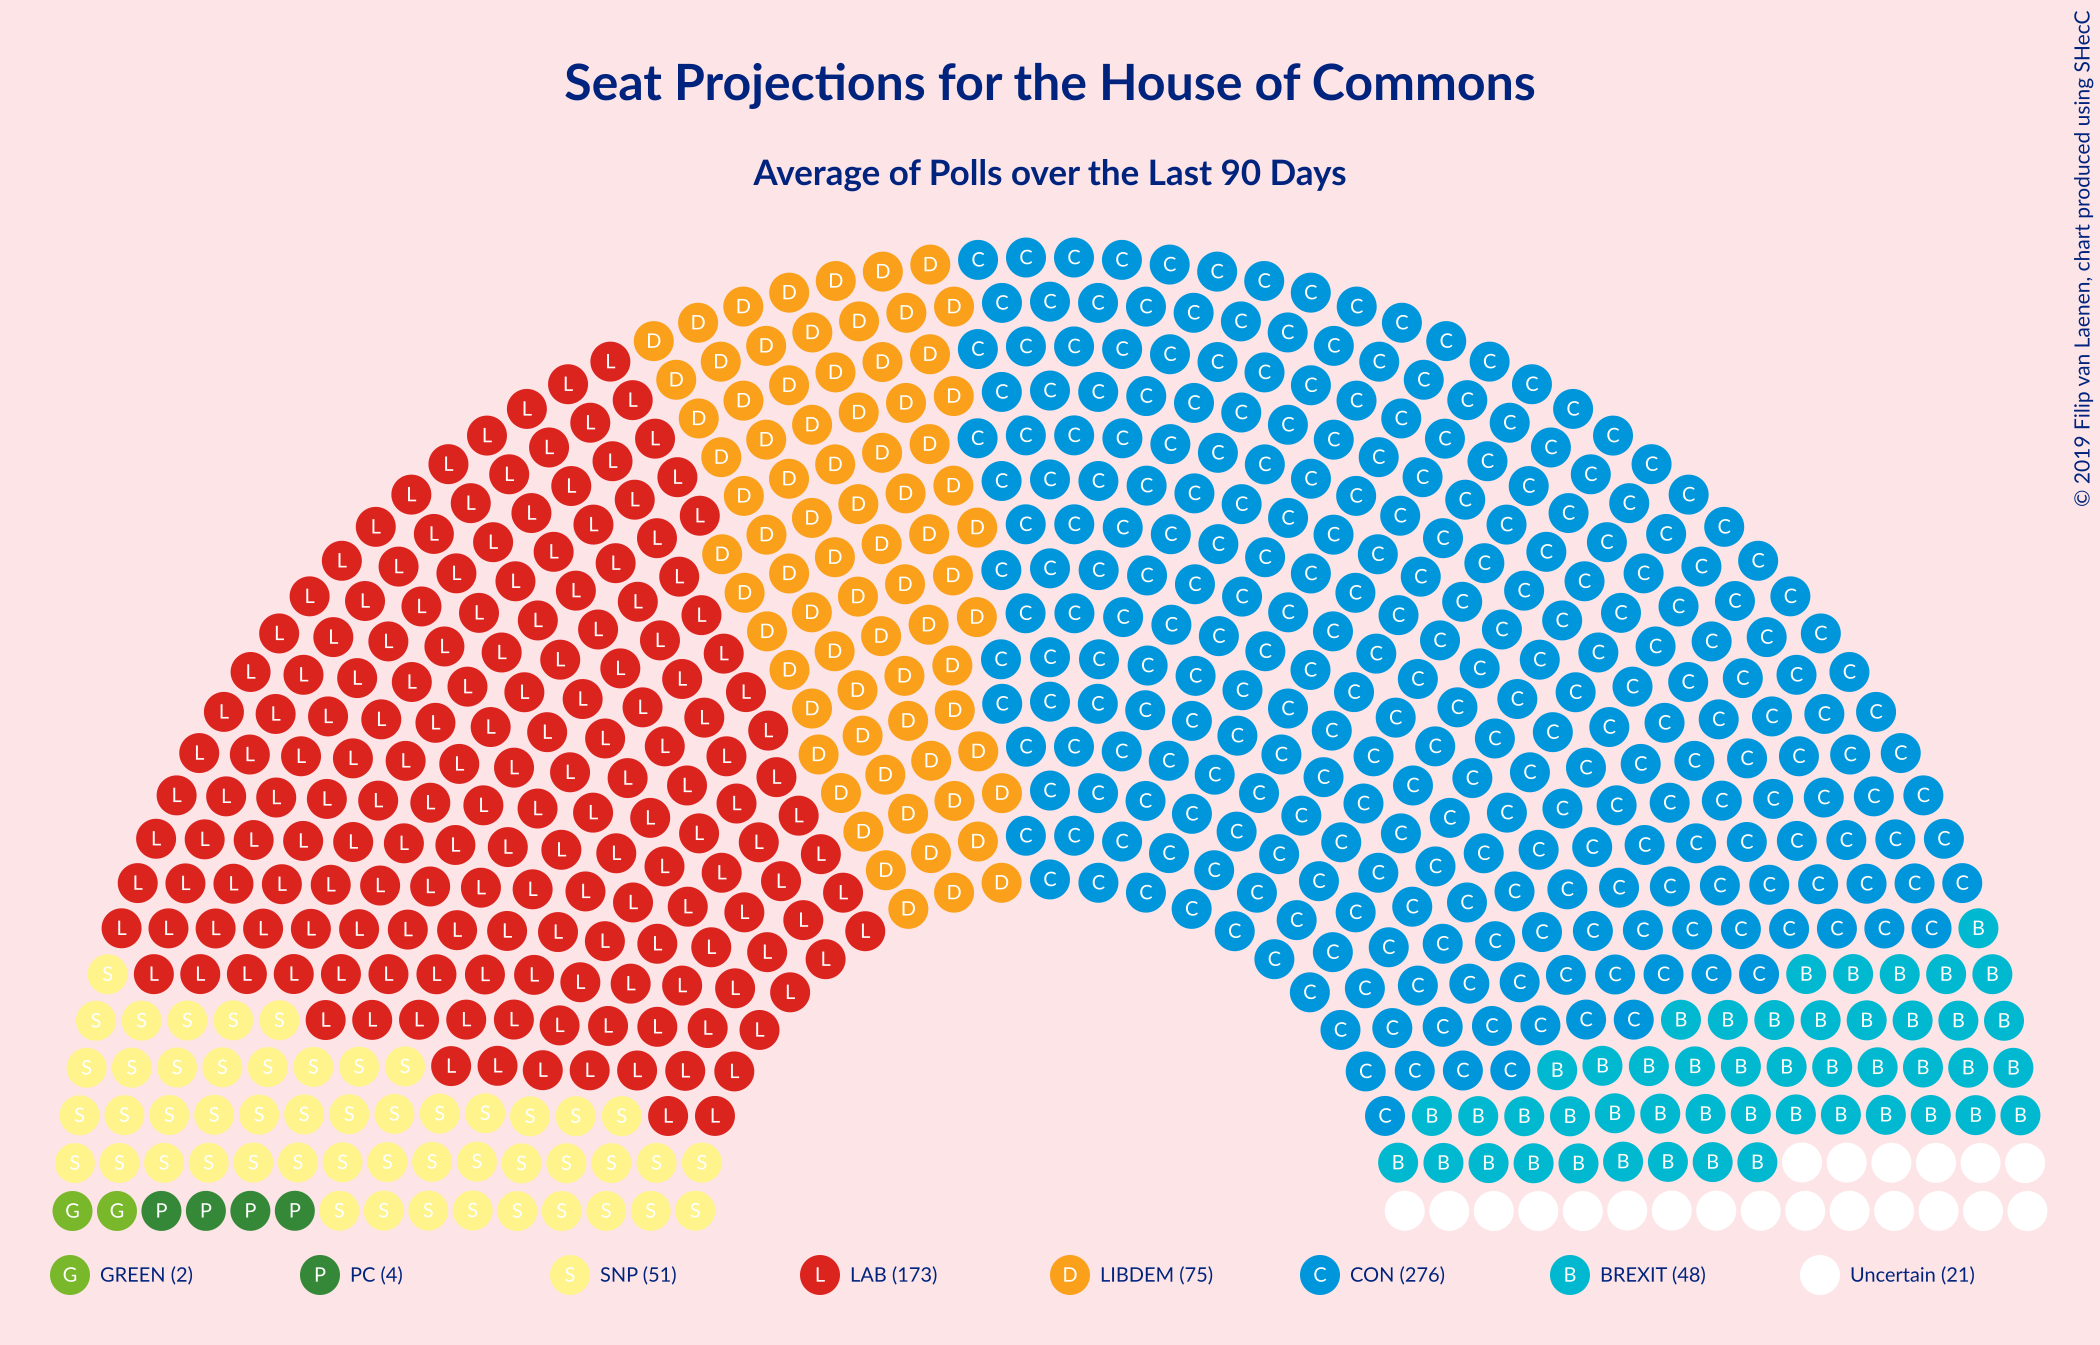 Seat Projections for the House of Commons
Average of Polls over the Last 90 Days
© 2019 Filip van Laenen, chart produced using SHecC
G GREEN (2)
P PC (4)
S SNP (51)
L LAB (173)
D LIBDEM (75)
C CON (276)
B BREXIT (48)
Uncertain (21)